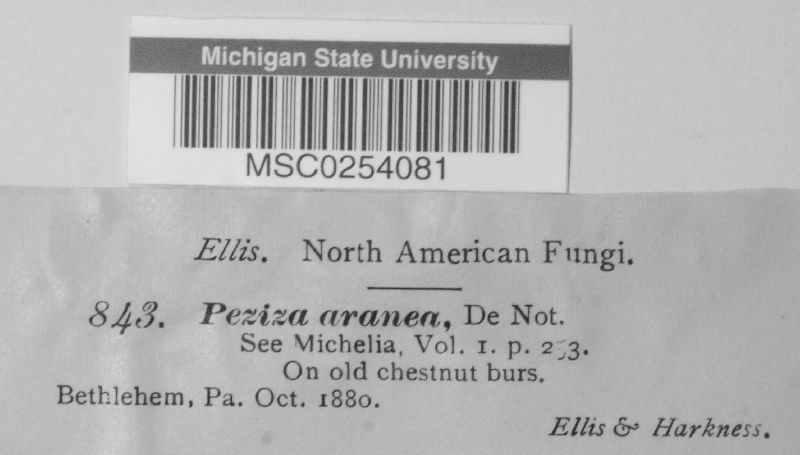 Michigan State University
MSC0254081
Ellis. North American Fungi.
843. Peziza aranea, De Not.
See Michelia, Vol. 1. p.
On old chestnut burs.
Bethlehem, Pa. Oct. 1880.
Ellis & Harkness.